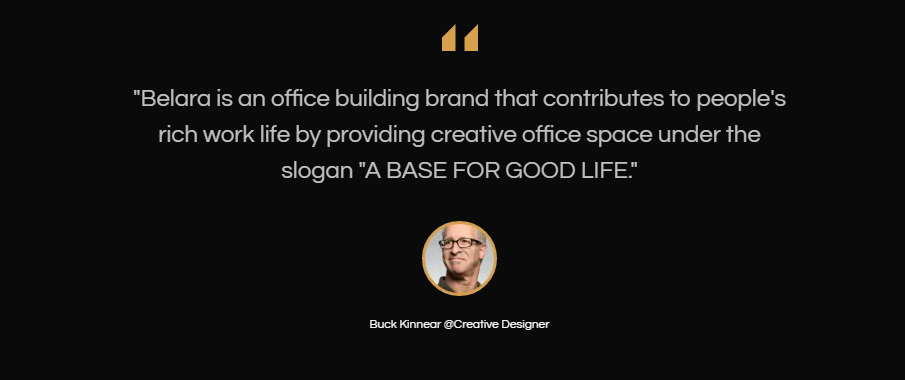 "Belara is an office building brand that contributes to people's
rich work life by providing creative office space under the
slogan "A BASE FOR GOOD LIFE."
Buck Kinnear @Creative Designer